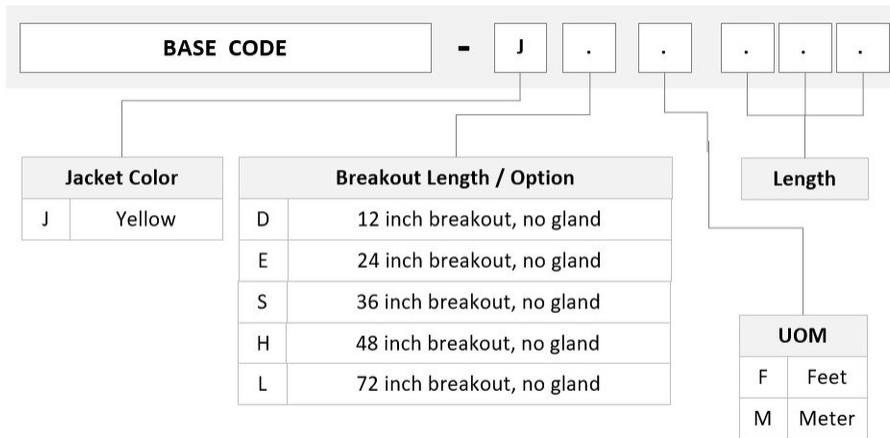 BASE CODE - J . . . . .
Jacket Color
J Yellow
Breakout Length / Option
D 12 inch breakout, no gland
E 24 inch breakout, no gland
S 36 inch breakout, no gland
H 48 inch breakout, no gland
L 72 inch breakout, no gland
Length
UOM
F Feet
M Meter